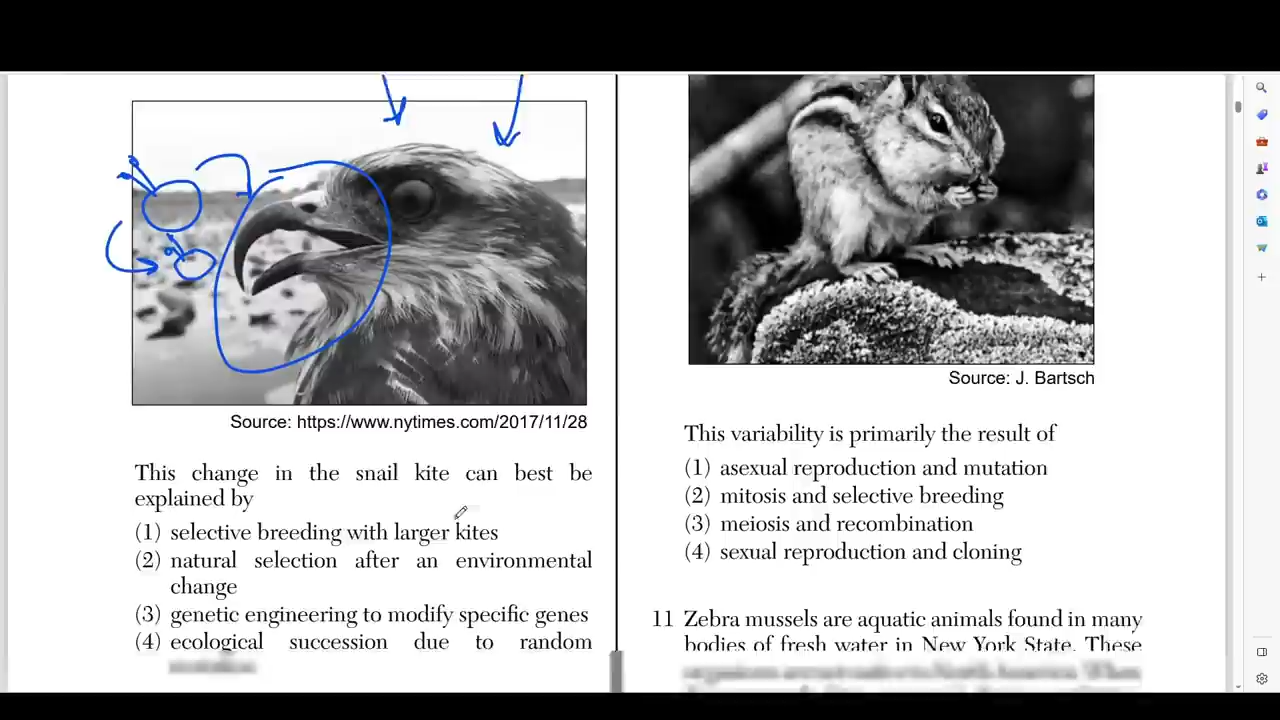 Source: https://www.nytimes.com/2017/11/28
This change in the snail kite can best be
explained by
(1) selective breeding with larger kites
(2) natural selection after an environmental
change
(3) genetic engineering to modify specific genes
(4) ecological succession due to random
Source: J. Bartsch
This variability is primarily the result of
(1) asexual reproduction and mutation
(2) mitosis and selective breeding
(3) meiosis and recombination
(4) sexual reproduction and cloning
11 Zebra mussels are aquatic animals found in many
bodies of fresh water in New York State. These